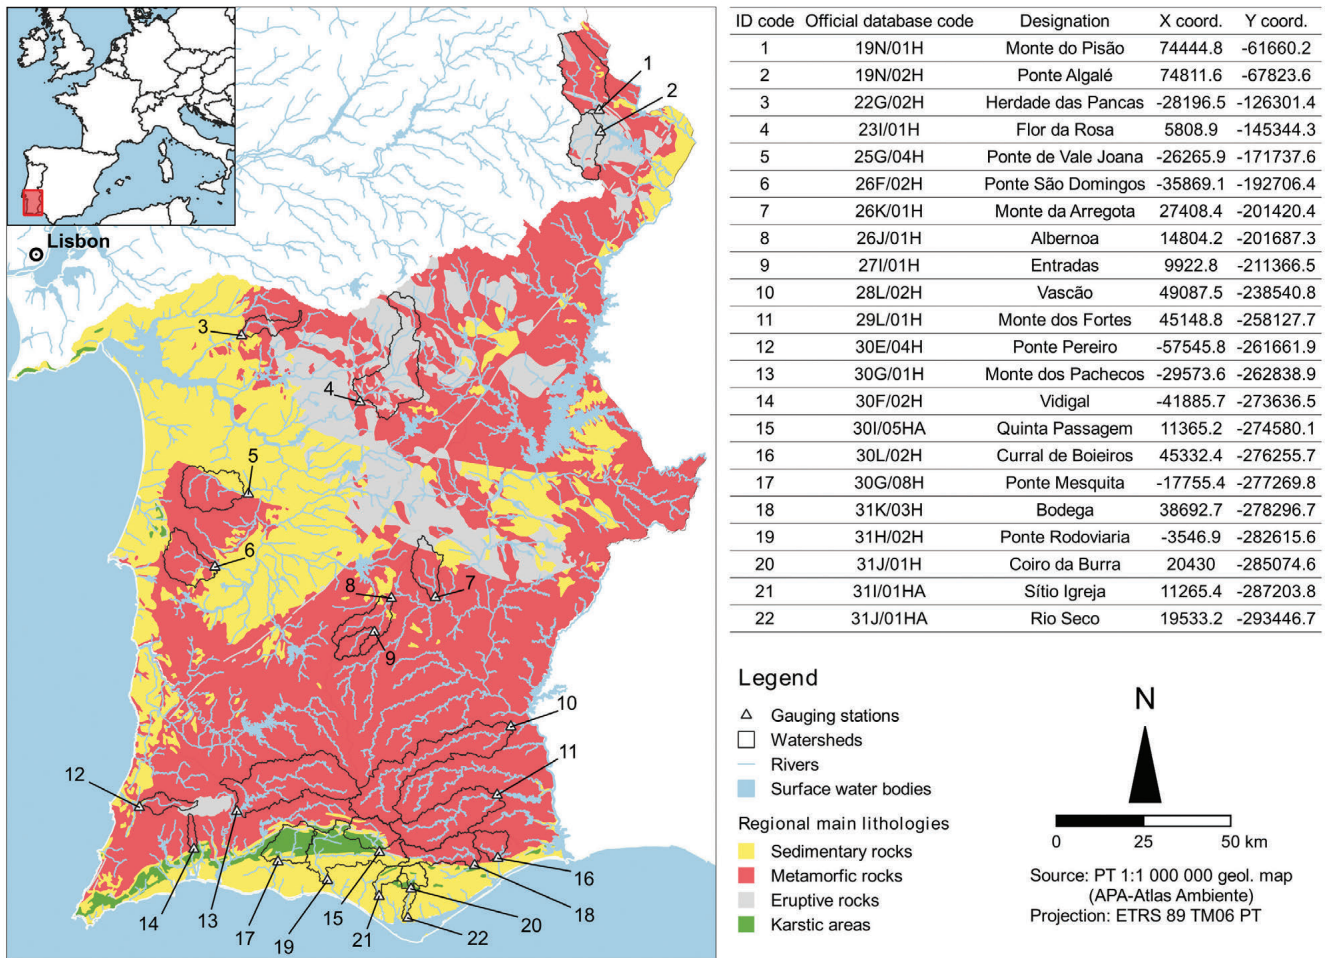 Lisbon
1
2
3
4
5
6
7
8
9
10
11
12
13
14
15
16
17
18
19
20
21
22
ID code Official database code Designation X coord. Y coord.
1 19N/01H Monte do Pisão 74444.8 -61660.2
2 19N/02H Ponte Algalé 74811.6 -67823.6
3 22G/02H Herdade das Pancas -28196.5 -126301.4
4 23I/01H Flor da Rosa 5808.9 -145344.3
5 25G/04H Ponte de Vale Joana -26265.9 -171737.6
6 26F/02H Ponte São Domingos -35869.1 -192706.4
7 26K/01H Monte da Arregota 27408.4 -201420.4
8 26J/01H Albernoa 14804.2 -201687.3
9 27I/01H Entradas 9922.8 -211366.5
10 28L/02H Vascão 49087.5 -238540.8
11 29L/01H Monte dos Fortes 45148.8 -258127.7
12 30E/04H Ponte Pereiro -57545.8 -261661.9
13 30G/01H Monte dos Pachecos -29573.6 -262838.9
14 30F/02H Vidigal -41885.7 -273636.5
15 30I/05HA Quinta Passagem 11365.2 -274580.1
16 30L/02H Curral de Boieiros 45332.4 -276255.7
17 30G/08H Ponte Mesquita -17755.4 -277269.8
18 31K/03H Bodega 38692.7 -278296.7
19 31H/02H Ponte Rodoviaria -3546.9 -282615.6
20 31J/01H Coiro da Burra 20430 -285074.6
21 31I/01HA Sítio Igreja 11265.4 -287203.8
22 31J/01HA Rio Seco 19533.2 -293446.7
Legend
Gauging stations
Watersheds
Rivers
Surface water bodies
Regional main lithologies
Sedimentary rocks
Metamorfic rocks
Eruptive rocks
Karstic areas
N
0 25 50 km
Source: PT 1:1 000 000 geol. map
(APA-Atlas Ambiente)
Projection: ETRS 89 TM06 PT